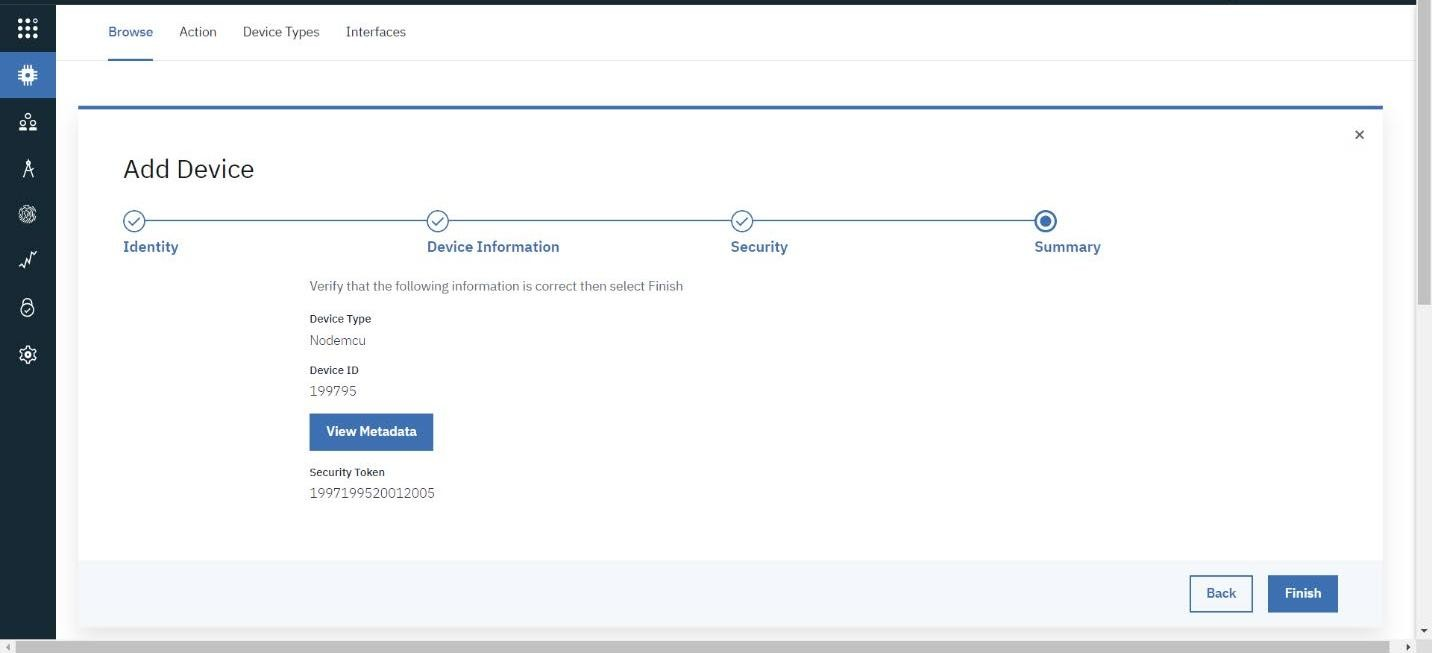 Browse Action Device Types Interfaces
Add Device
Identity Device Information Security Summary
Verify that the following information is correct then select Finish
Device Type
Nodemcu
Device ID
199795
View Metadata
Security Token
1997199520012005
Back Finish